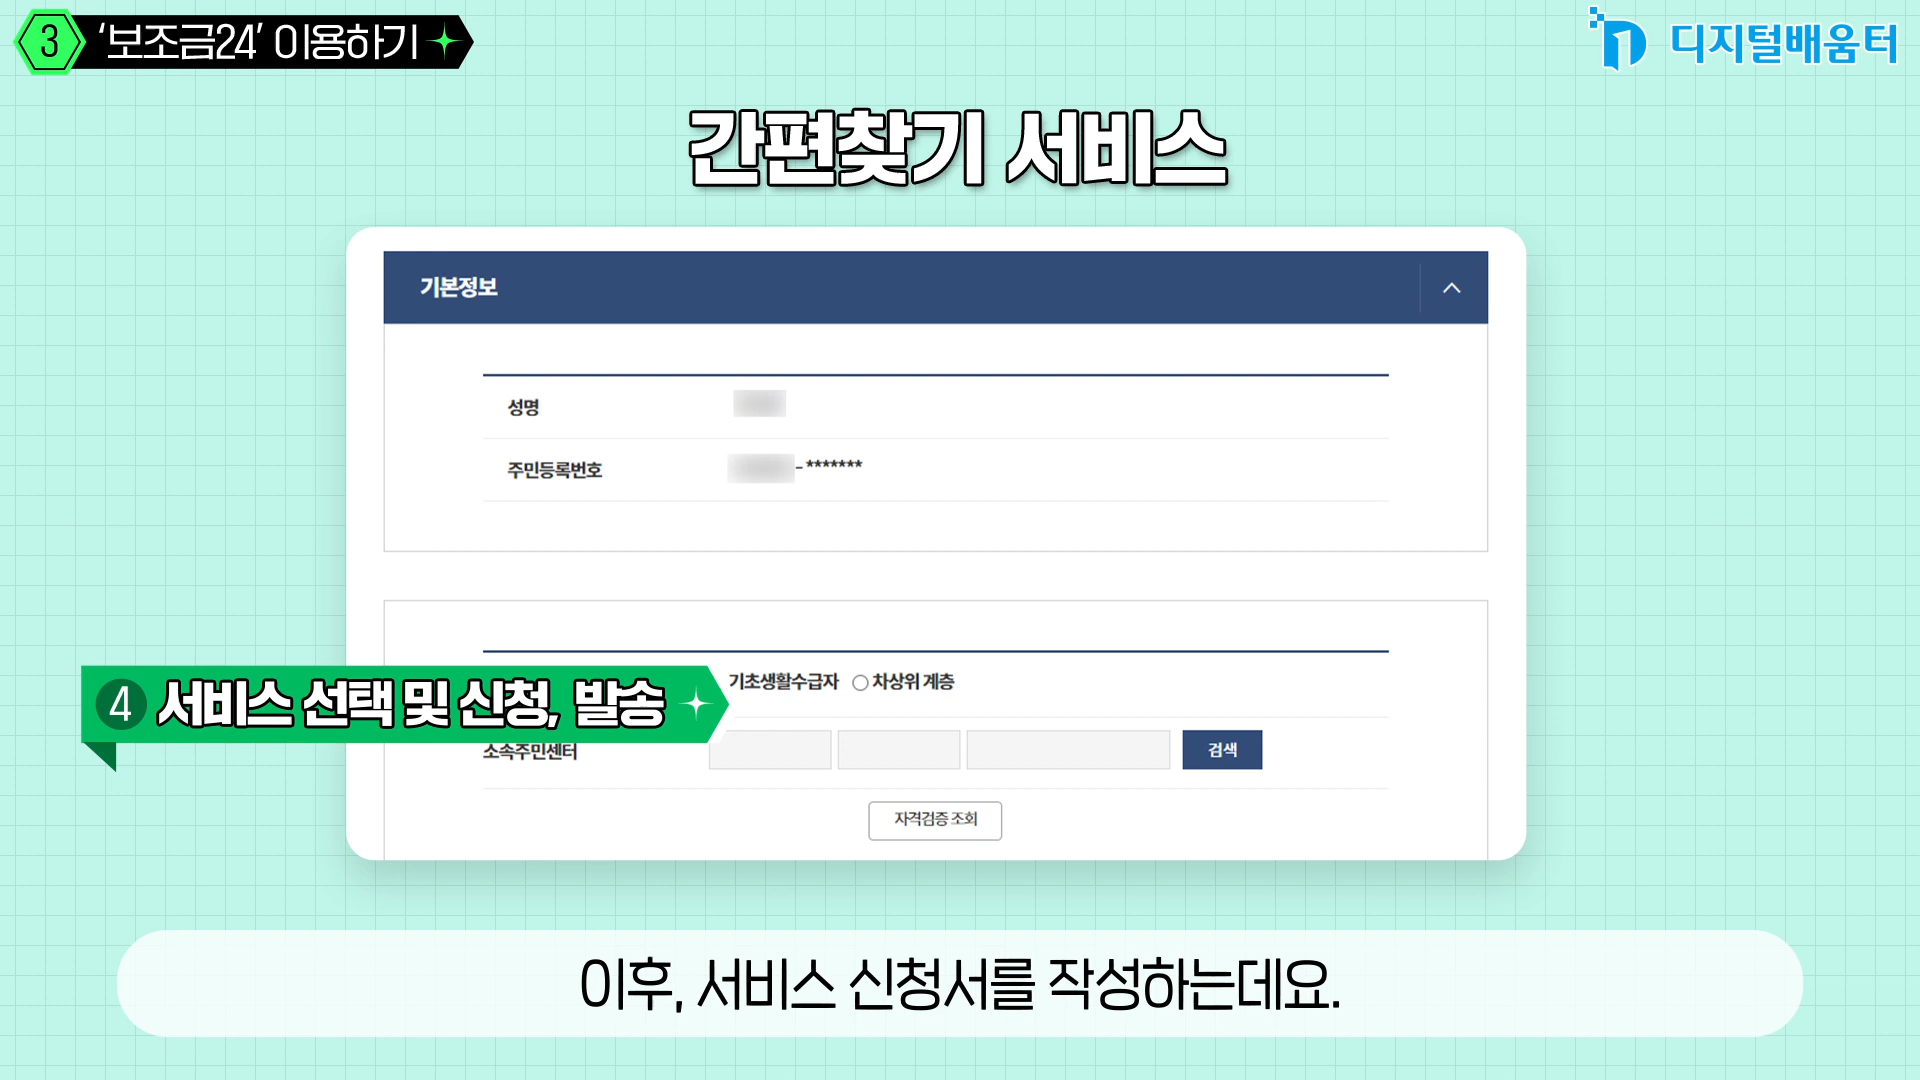 3 ‘보조금24’ 이용하기
디지털배움터
간편찾기 서비스
기본정보
성명
주민등록번호 - *******
기초생활수급자 차상위 계층
4 서비스 선택 및 신청, 발송
소속주민센터 검색
자격검증 조회
이후, 서비스 신청서를 작성하는데요.